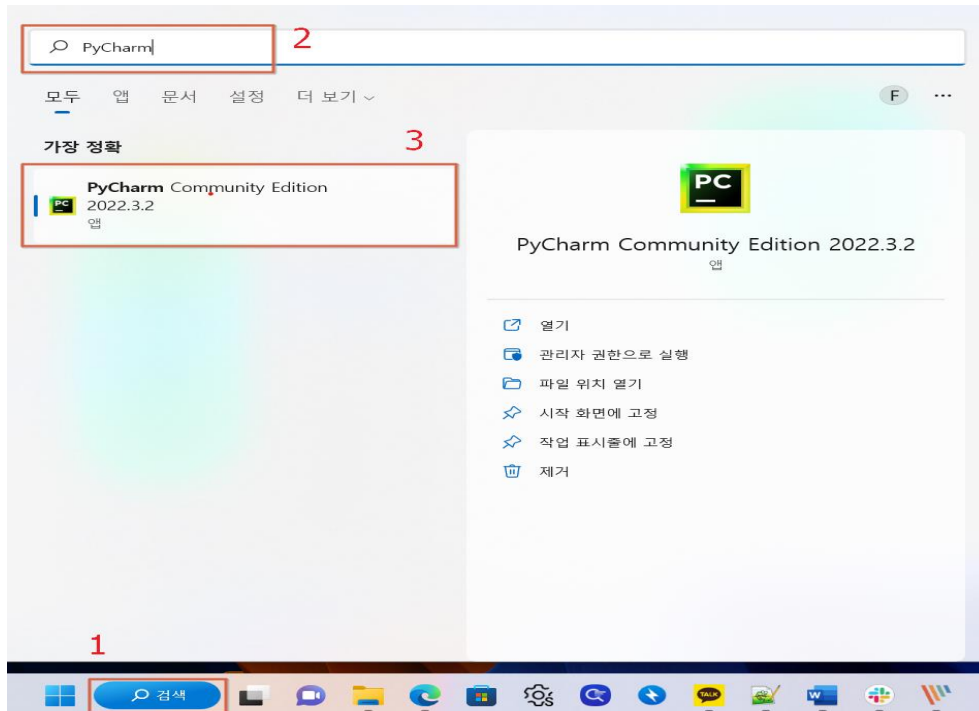 PyCharm
2
모두 앱 문서 설정 더 보기
F
...
가장 정확
3
PyCharm Community Edition
2022.3.2
앱
PC
PC
PyCharm Community Edition 2022.3.2
앱
열기
관리자 권한으로 실행
파일 위치 열기
시작 화면에 고정
작업 표시줄에 고정
제거
1
검색
TALK
W